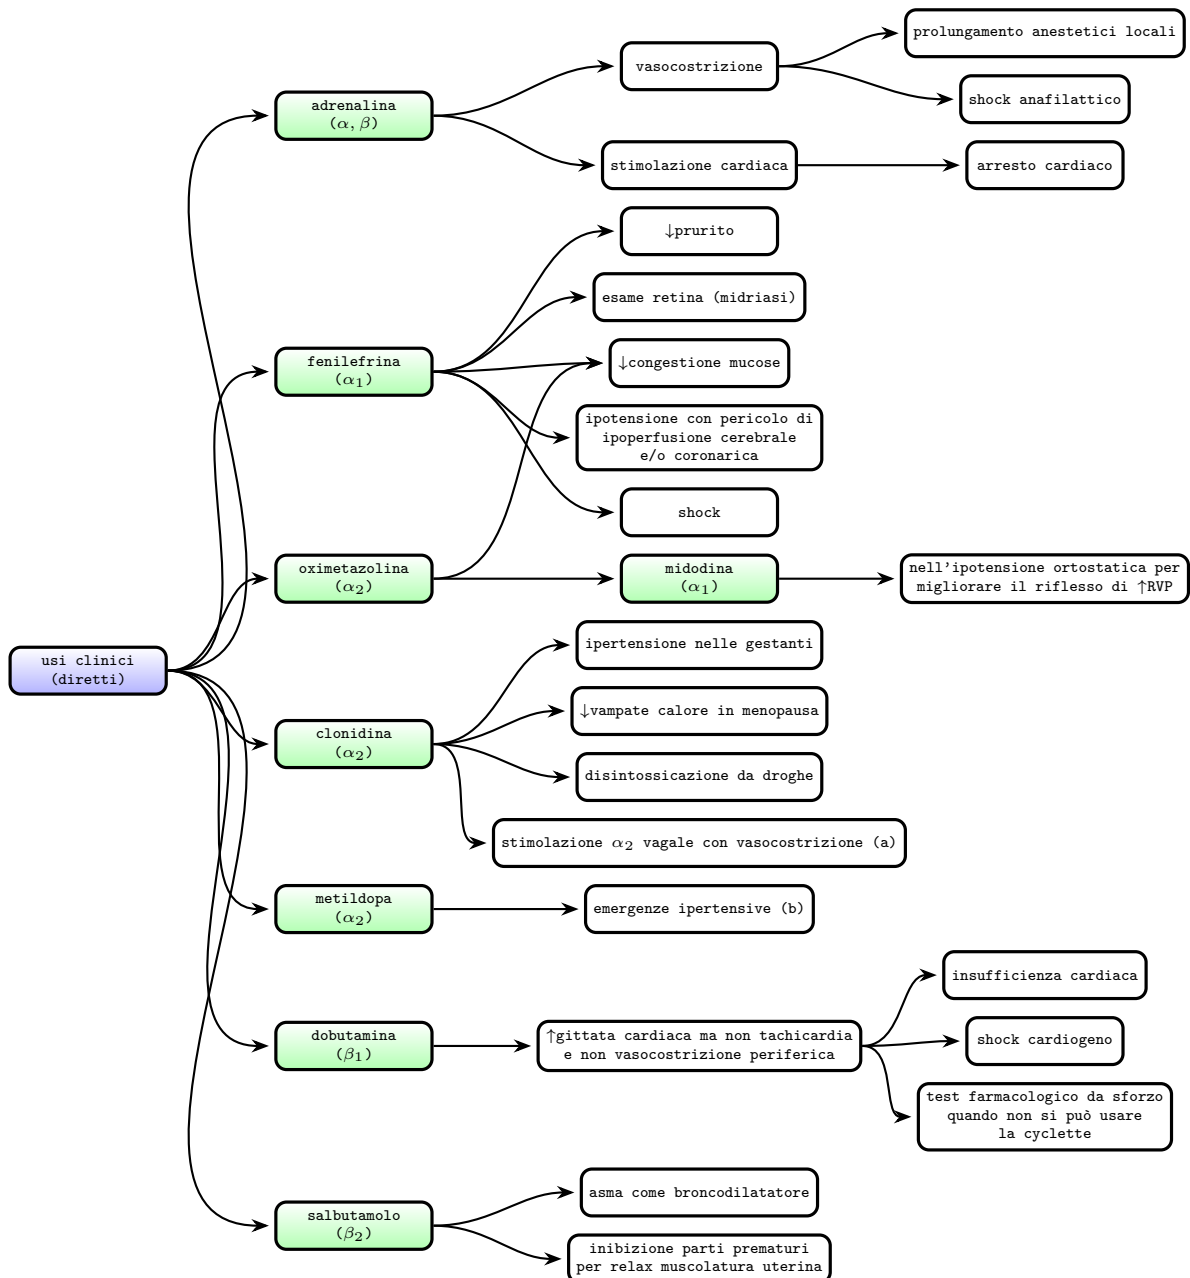 prolungamento anestetici locali
vasocostrizione
shock anafilattico
adrenalina
(α, β)
stimolazione cardiaca
arresto cardiaco
↓prurito
esame retina (midriasi)
fenilefrina
(α₁)
↓congestione mucose
ipotensione con pericolo di
ipoperfusione cerebrale
e/o coronarica
shock
oximetazolina
(α₂)
midodina
(α₁)
nell'ipotensione ortostatica per
migliorare il riflesso di ↑RVP
usi clinici
(diretti)
ipertensione nelle gestanti
↓vampate calore in menopausa
clonidina
(α₂)
disintossicazione da droghe
stimolazione α₂ vagale con vasocostrizione (a)
metildopa
(α₂)
emergenze ipertensive (b)
insufficienza cardiaca
dobutamina
(β₁)
↑gittata cardiaca ma non tachicardia
e non vasocostrizione periferica
shock cardiogeno
test farmacologico da sforzo
quando non si può usare
la cyclette
asma come broncodilatatore
salbutamolo
(β₂)
inibizione parti prematuri
per relax muscolatura uterina